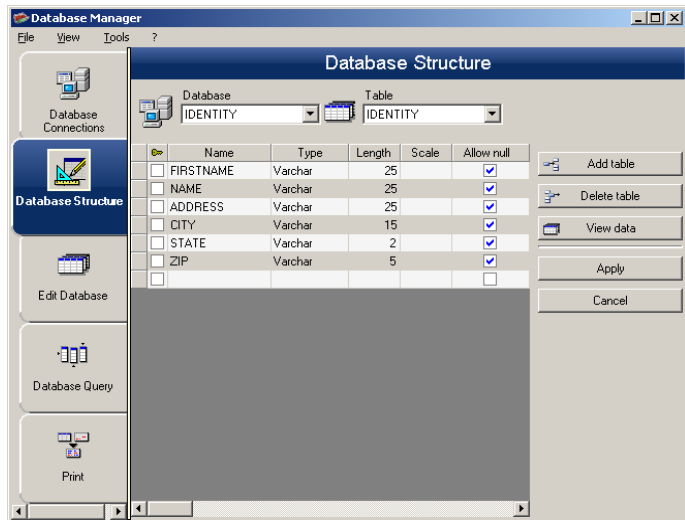 Database Manager
File View Tools ?
Database Structure
Database Connections
Database Structure
Edit Database
Database Query
Print
Database Table
IDENTITY IDENTITY
Name Type Length Scale Allow null
FIRSTNAME Varchar 25
NAME Varchar 25
ADDRESS Varchar 25
CITY Varchar 15
STATE Varchar 2
ZIP Varchar 5
Add table
Delete table
View data
Apply
Cancel